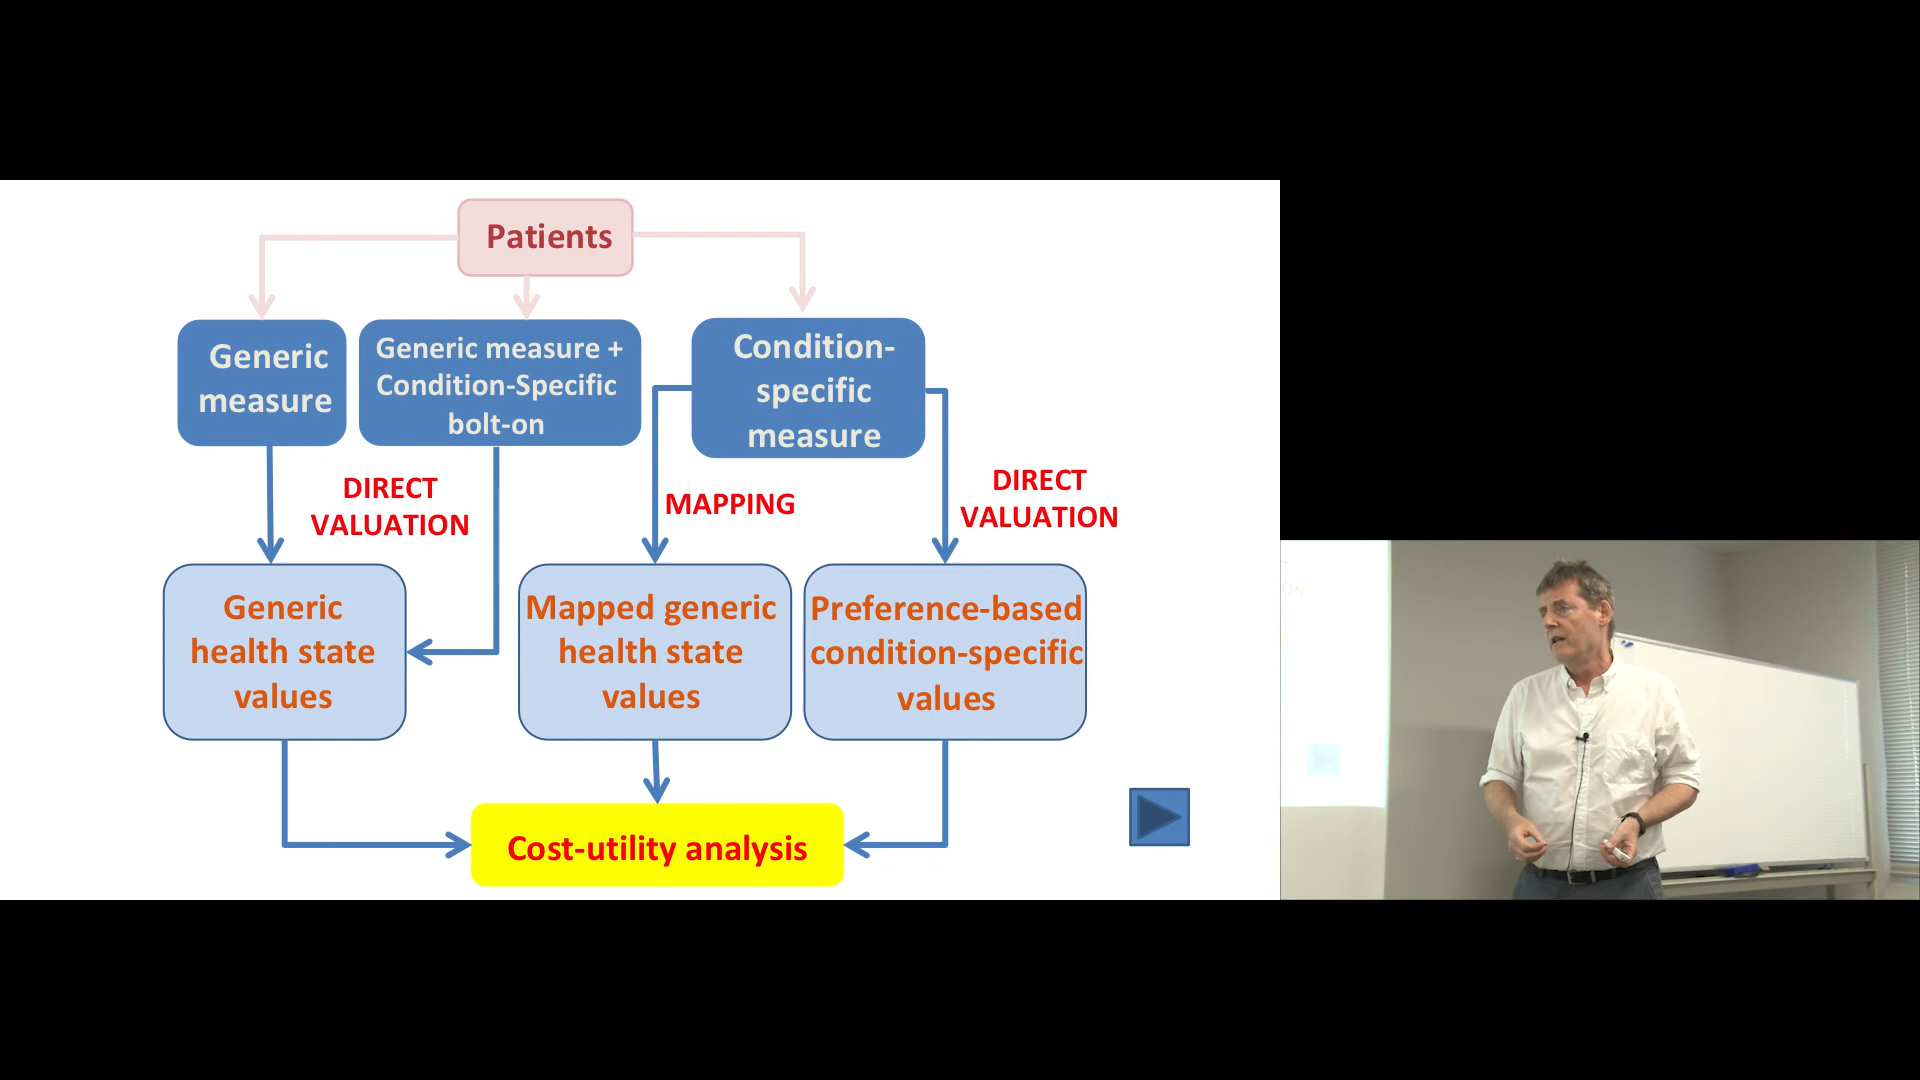 Patients
Generic
measure
Generic measure +
Condition-Specific
bolt-on
Condition-
specific
measure
DIRECT
VALUATION
MAPPING
DIRECT
VALUATION
Generic
health state
values
Mapped generic
health state
values
Preference-based
condition-specific
values
Cost-utility analysis